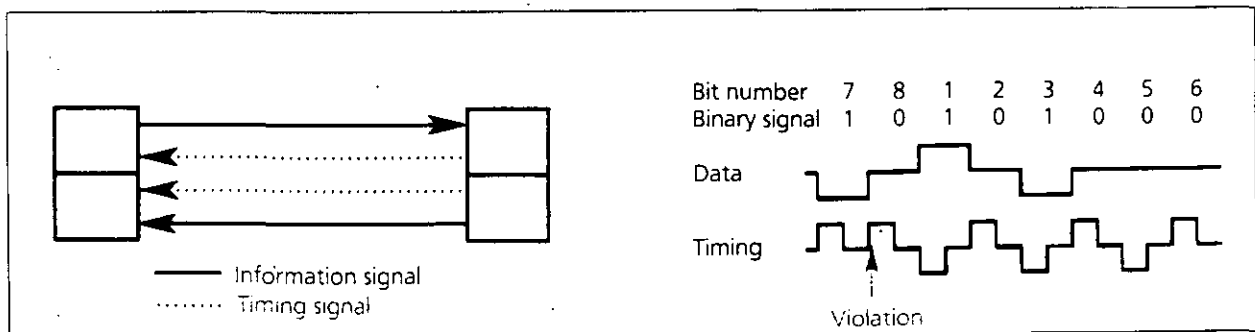 Information signal
Timing signal
Bit number 7 8 1 2 3 4 5 6
Binary signal 1 0 1 0 1 0 0 0
Data
Timing
Violation